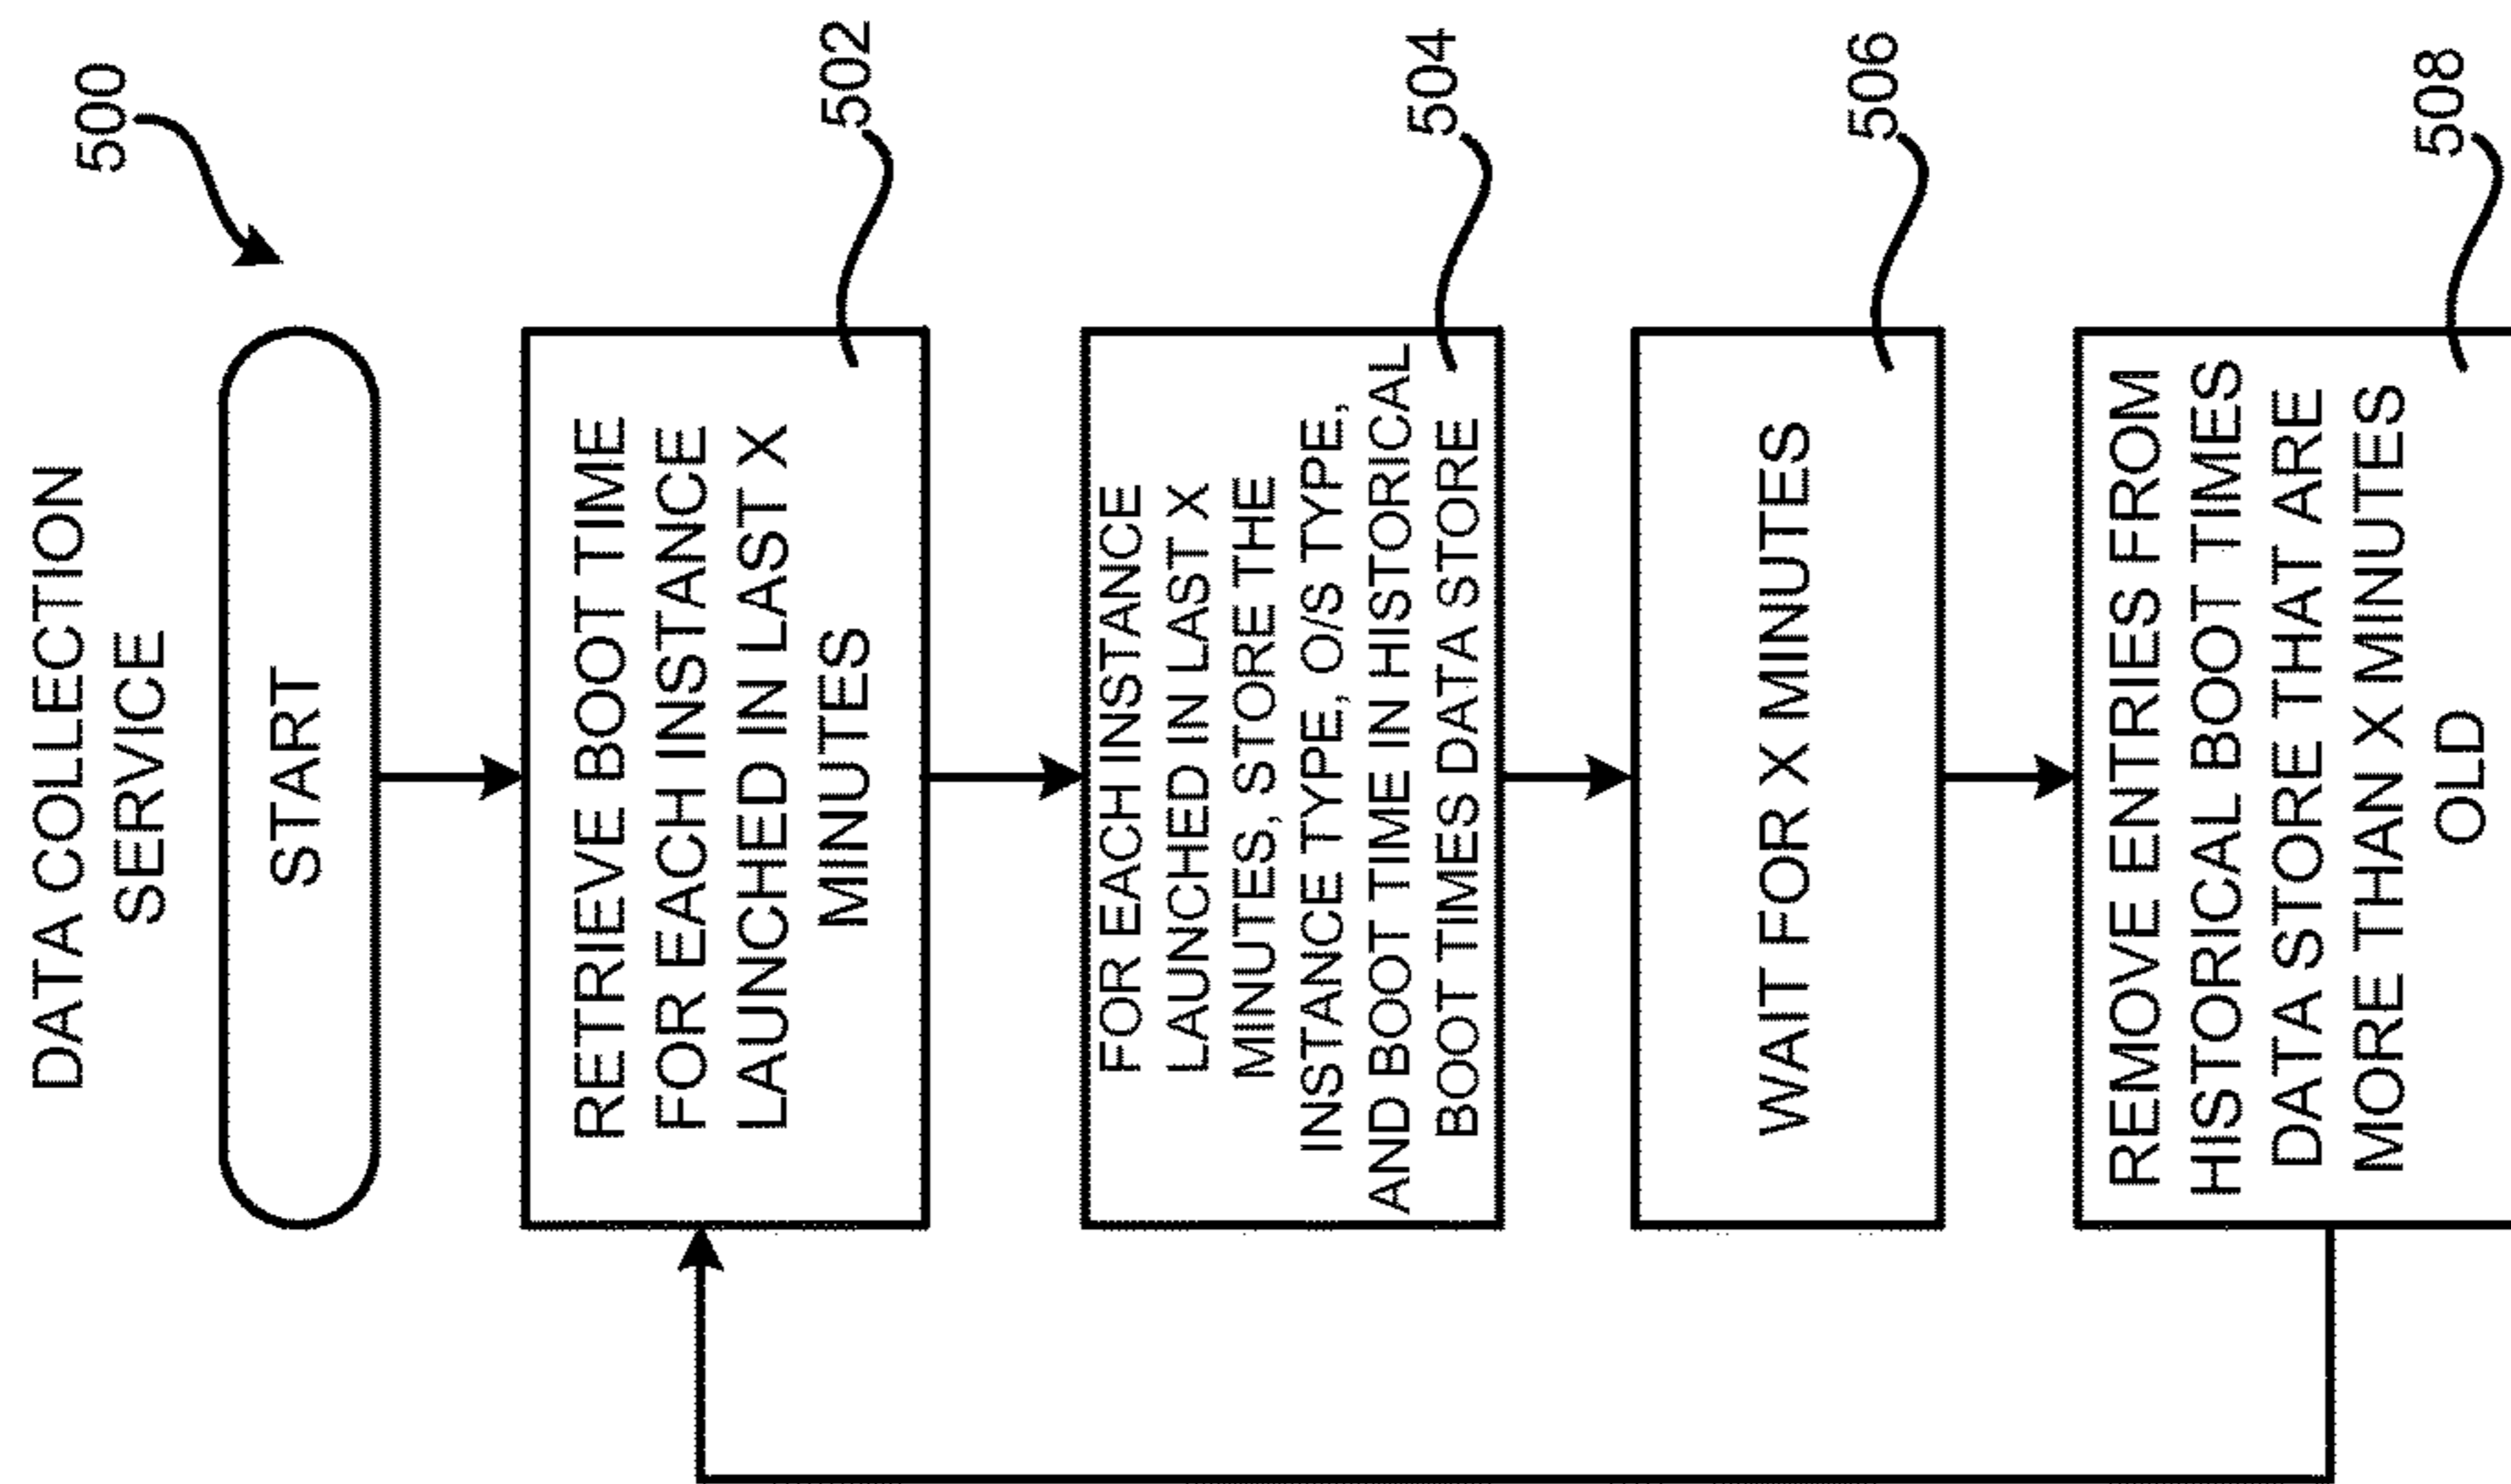 DATA COLLECTION
SERVICE
500
START
RETRIEVE BOOT TIME
FOR EACH INSTANCE
LAUNCHED IN LAST X
MINUTES
502
FOR EACH INSTANCE
LAUNCHED IN LAST X
MINUTES, STORE THE
INSTANCE TYPE, O/S TYPE,
AND BOOT TIME IN HISTORICAL
BOOT TIMES DATA STORE
504
WAIT FOR X MINUTES
506
REMOVE ENTRIES FROM
HISTORICAL BOOT TIMES
DATA STORE THAT ARE
MORE THAN X MINUTES
OLD
508